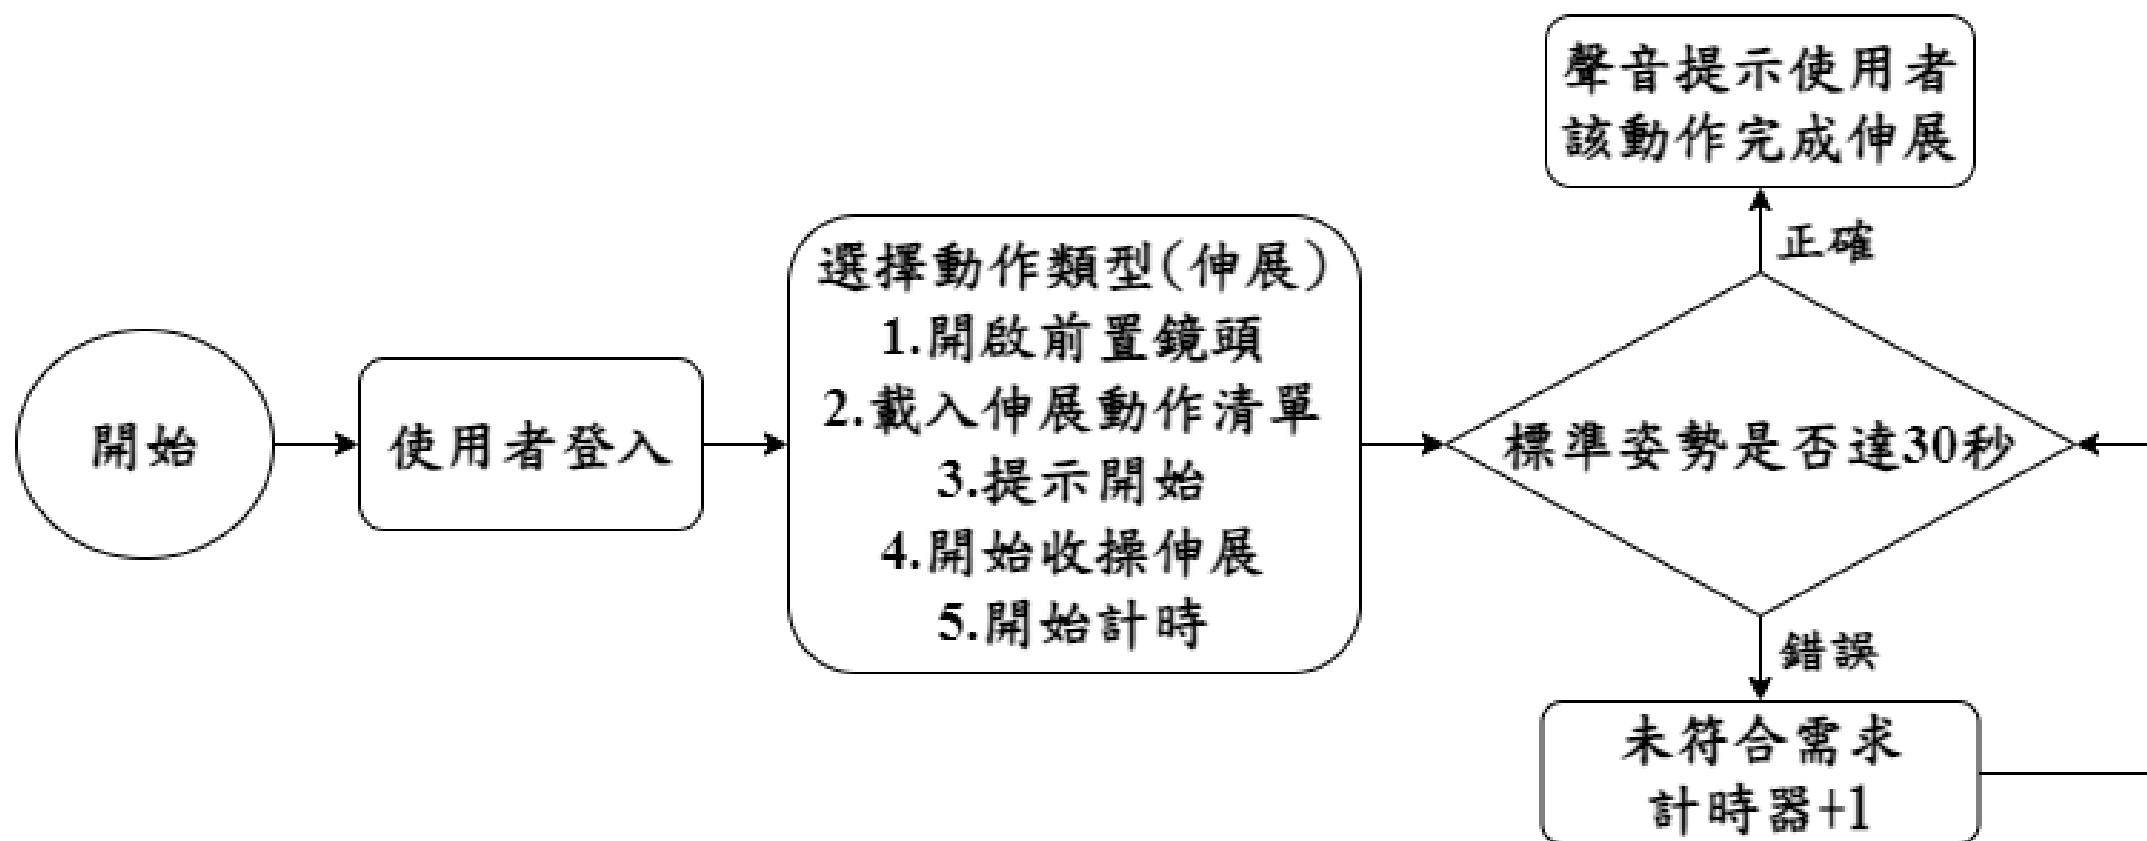 開始
使用者登入
選擇動作類型(伸展)
1.開啟前置鏡頭
2.載入伸展動作清單
3.提示開始
4.開始收操伸展
5.開始計時
標準姿勢是否達30秒
正確
聲音提示使用者
該動作完成伸展
錯誤
未符合需求
計時器+1